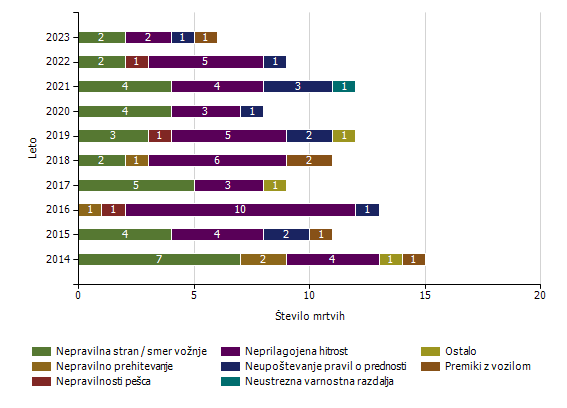 2023 2 2 1 1
2022 2 1 5 1
2021 4 4 3 1
2020 4 3 1
2019 3 1 5 2 1
2018 2 1 6 2
2017 5 3 1
2016 1 1 10 1
2015 4 4 2 1
2014 7 2 4 1 1
Leto
0 5 10 15 20
Število mrtvih
Nepravilna stran / smer vožnje Neprilagojena hitrost Ostalo
Nepravilno prehitevanje Neupoštevanje pravil o prednosti Premiki z vozilom
Nepravilnosti pešca Neustrezna varnostna razdalja